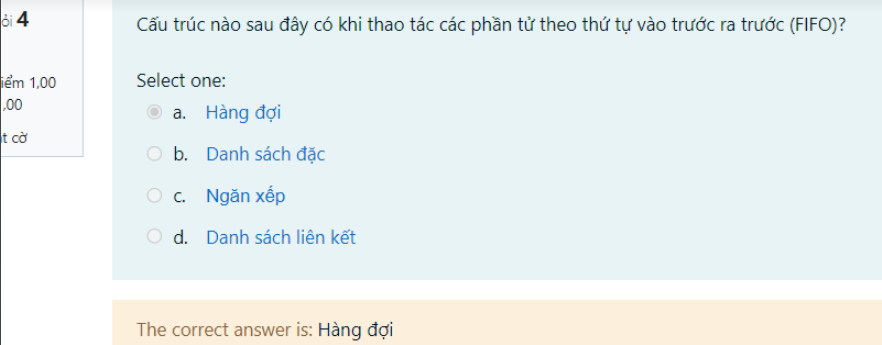 ỏi 4
iểm 1,00
,00
t cờ
Cấu trúc nào sau đây có khi thao tác các phần tử theo thứ tự vào trước ra trước (FIFO)?
Select one:
a. Hàng đợi
b. Danh sách đặc
c. Ngăn xếp
d. Danh sách liên kết
The correct answer is: Hàng đợi